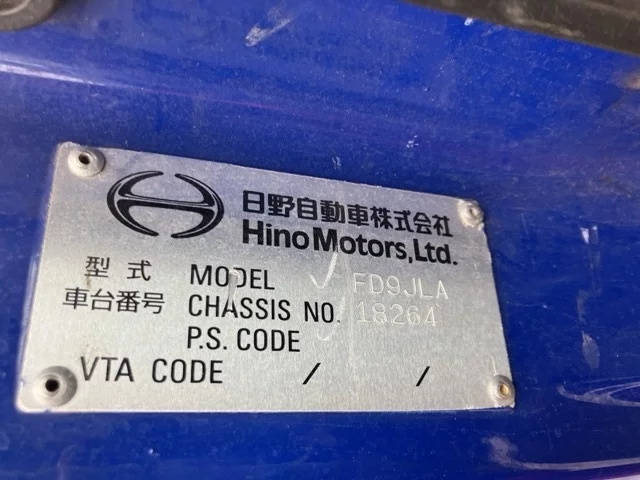 日野自動車株式会社
Hino Motors, Ltd.
型式 MODEL FD9JLA
車台番号 CHASSIS NO. 18264
P.S. CODE
VTA CODE / /